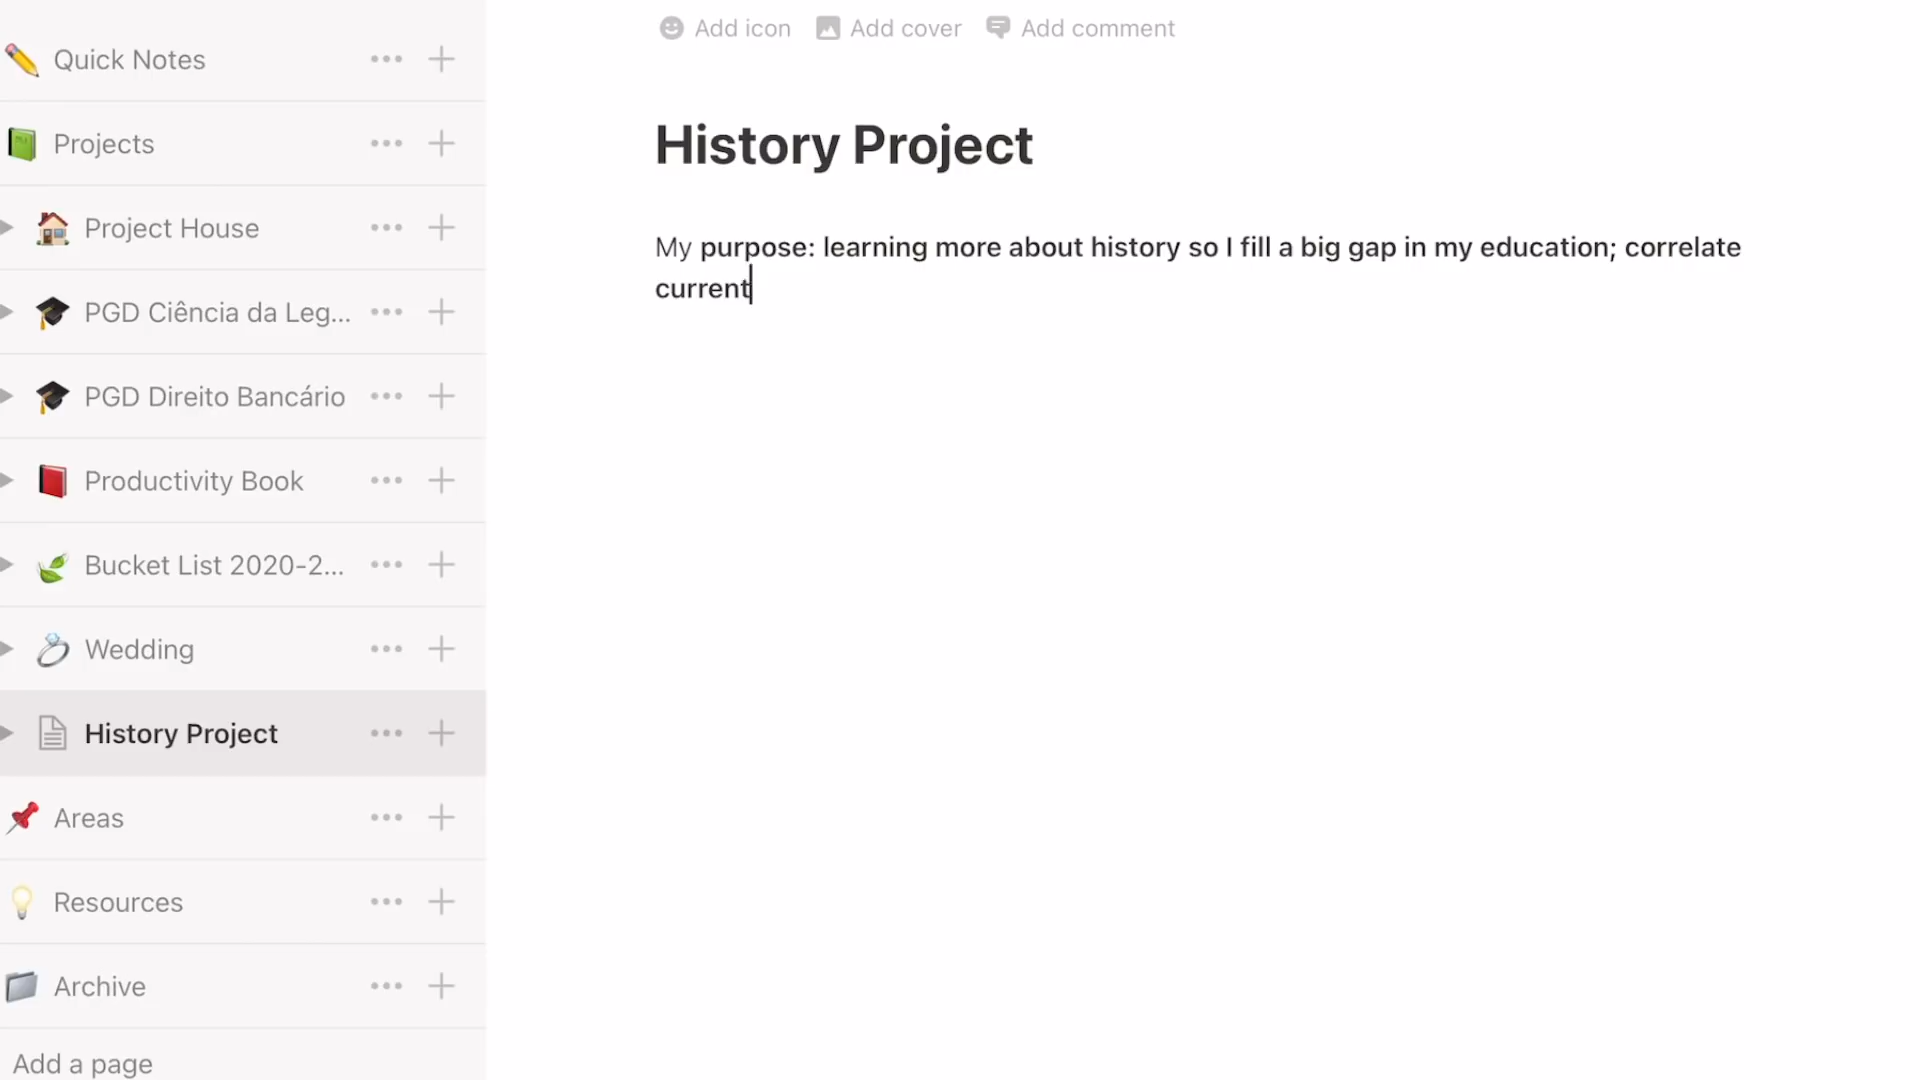 Quick Notes
Projects
Project House
PGD Ciência da Leg...
PGD Direito Bancário
Productivity Book
Bucket List 2020-2...
Wedding
History Project
Areas
Resources
Archive
Add a page
Add icon Add cover Add comment
History Project
My purpose: learning more about history so I fill a big gap in my education; correlate
current